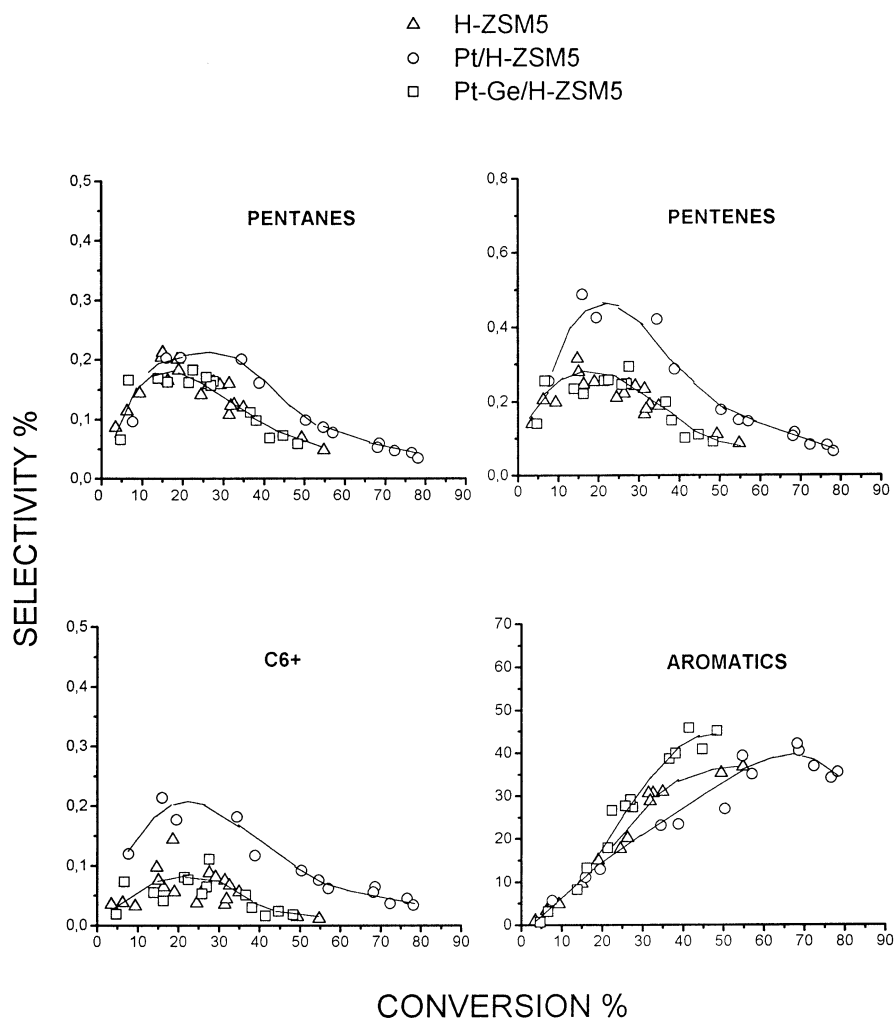 H-ZSM5
Pt/H-ZSM5
Pt-Ge/H-ZSM5
SELECTIVITY %
PENTANES
0,5
0,4
0,3
0,2
0,1
0,0
0 10 20 30 40 50 60 70 80 90
PENTENES
0,8
0,6
0,4
0,2
0,0
0 10 20 30 40 50 60 70 80 90
C6+
0,5
0,4
0,3
0,2
0,1
0,0
0 10 20 30 40 50 60 70 80 90
AROMATICS
70
60
50
40
30
20
10
0
0 10 20 30 40 50 60 70 80 90
CONVERSION %